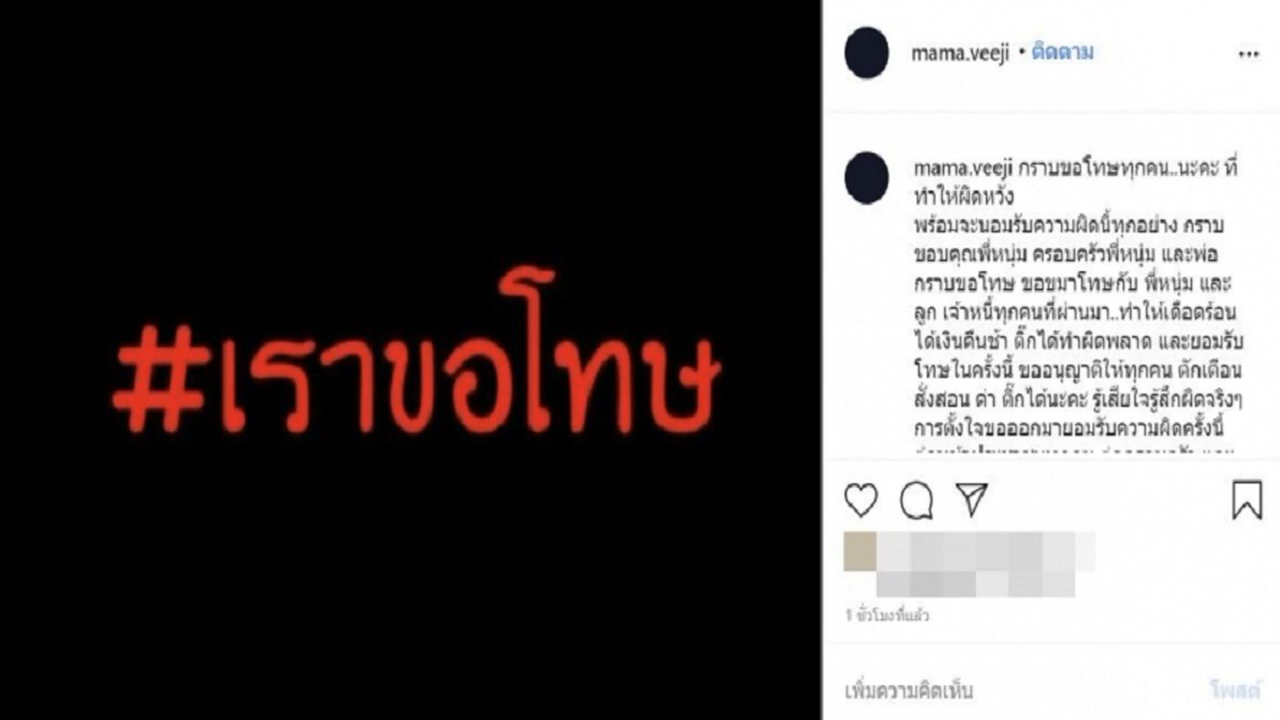 #เราขอโทษ
mama.veeji • ติดตาม
mama.veeji กราบขอโทษทุกคน..นะคะ ที่
ทำให้ผิดหวัง
พร้อมจะนอมรับความผิดนี้ทุกอย่าง กราบ
ขอบคุณพี่หนุ่ม ครอบครัวพี่หนุ่ม และพ่อ
กราบขอโทษ ขอขมาโทษกับ พี่หนุ่ม และ
ลูก เจ้าหนี้ทุกคนที่ผ่านมา..ทำให้เดือดร้อน
ได้เงินคืนช้า ติ๊กได้ทำผิดพลาด และยอมรับ
โทษในครั้งนี้ ขออนุญาติให้ทุกคน ตักเตือน
สั่งสอน ด่า ติ๊กได้นะคะ รู้เสียใจรู้สึกผิดจริงๆ
การตั้งใจขอออกมายอมรับความผิดครั้งนี้
1 ชั่วโมงที่แล้ว
เพิ่มความคิดเห็น
โพสต์